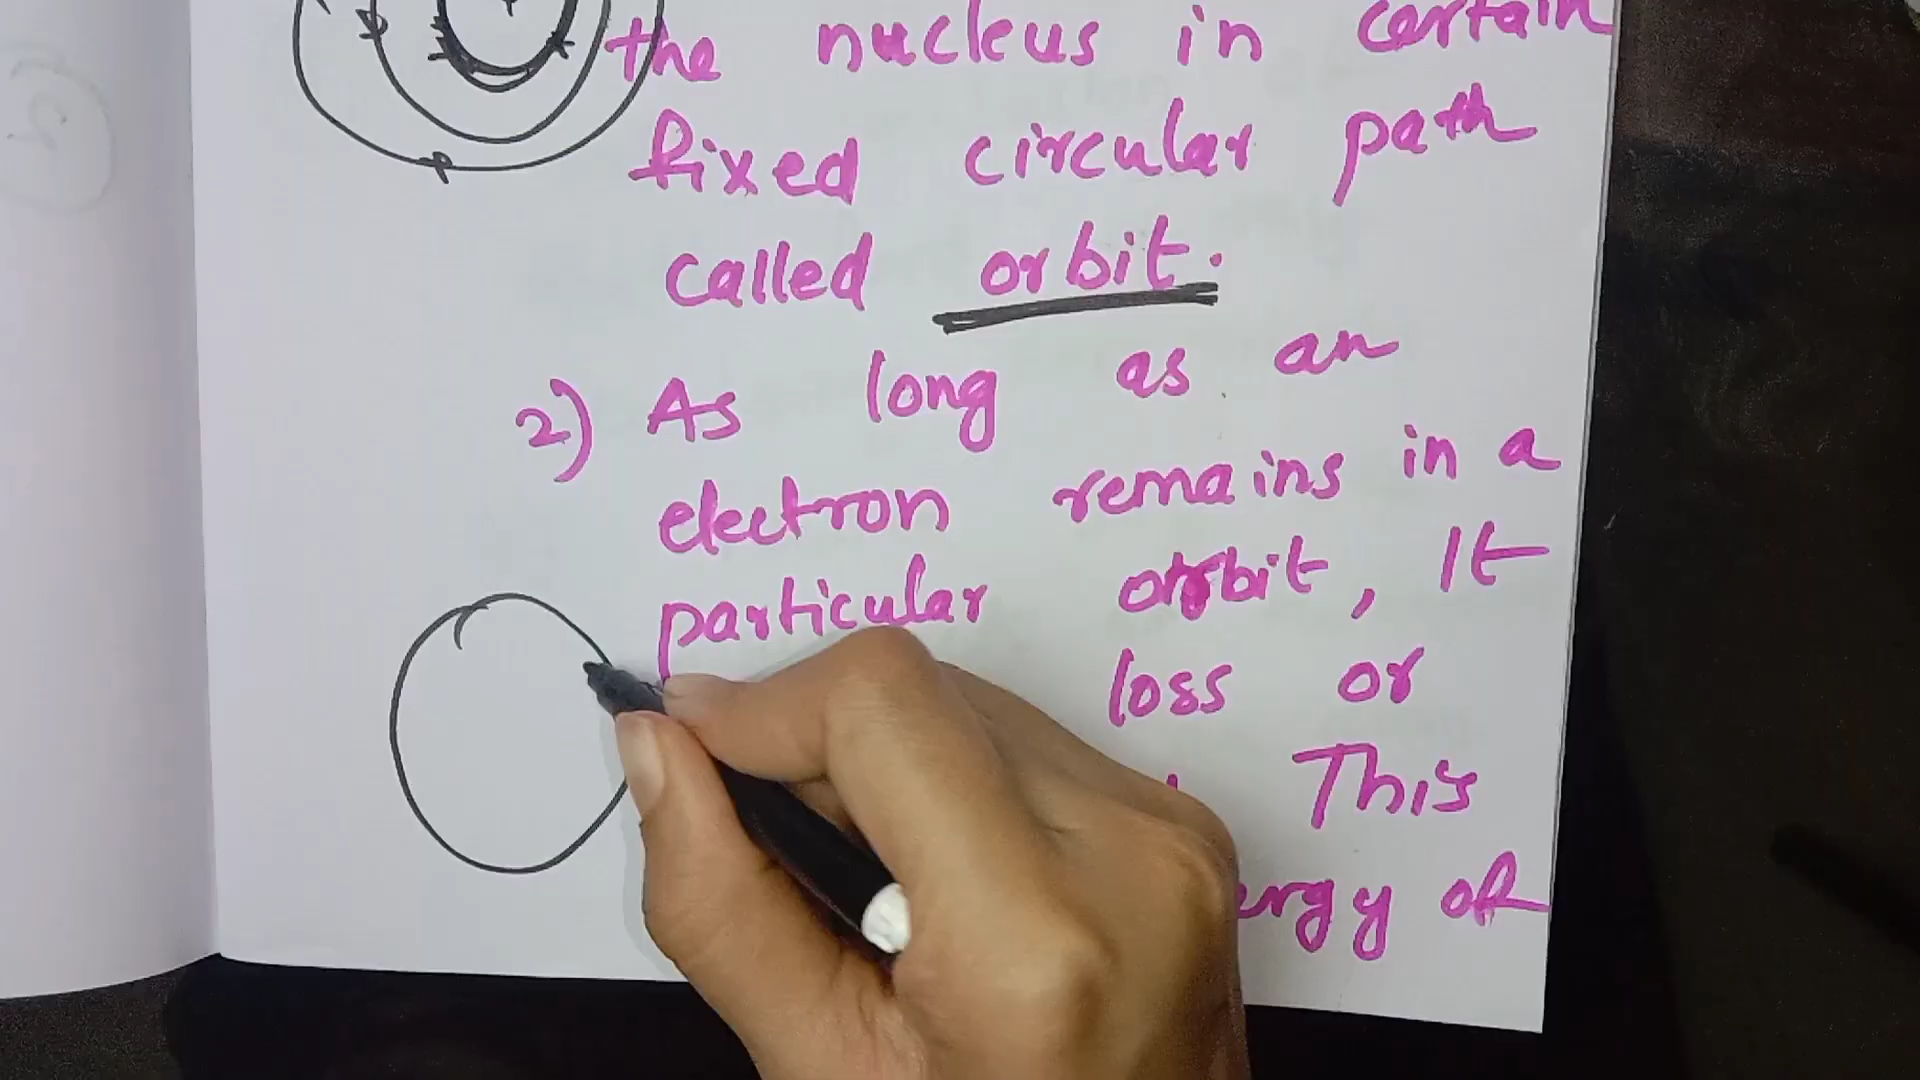 the nucleus in certain
fixed circular path
called orbit.
2) As long as an
electron remains in a
particular orbit, It
loss or
This
ergy of